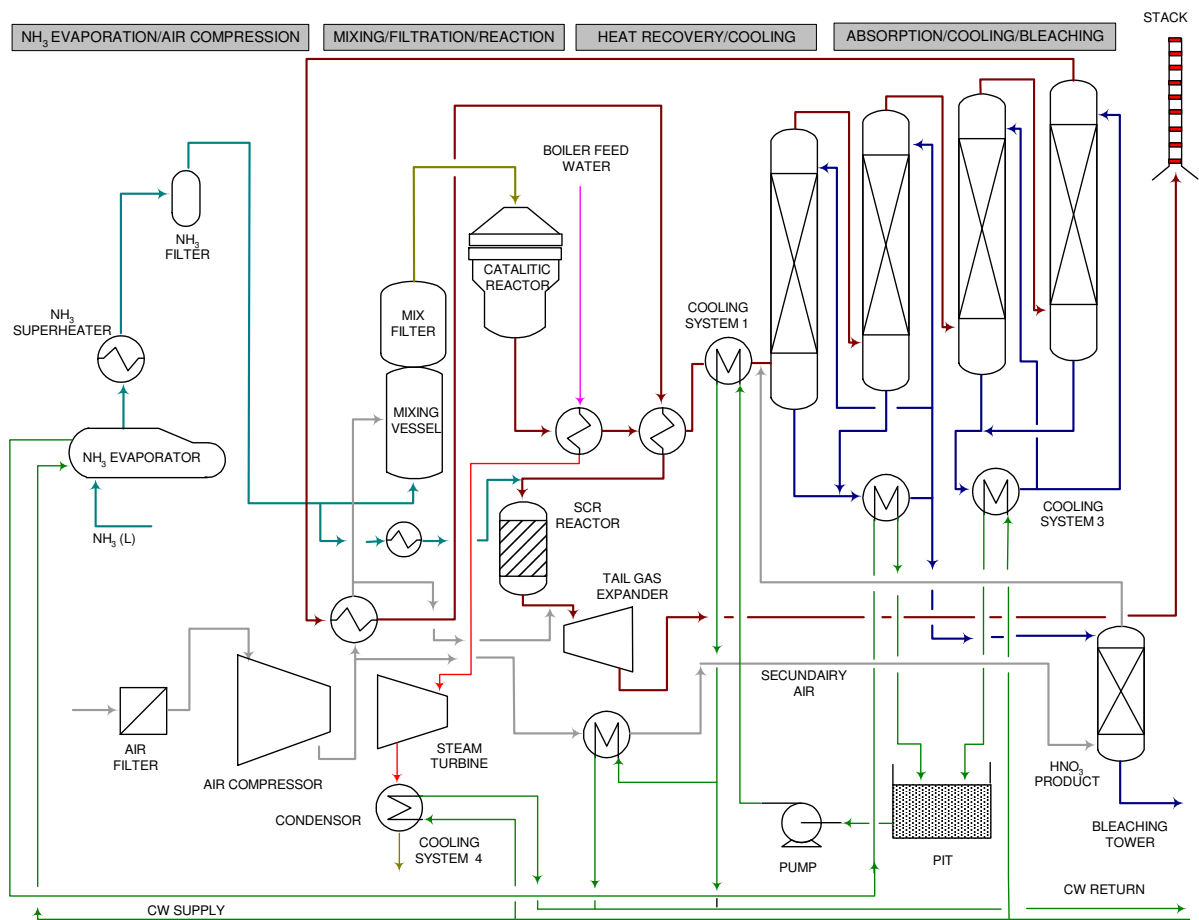 STACK
NH3 EVAPORATION/AIR COMPRESSION
MIXING/FILTRATION/REACTION
HEAT RECOVERY/COOLING
ABSORPTION/COOLING/BLEACHING
BOILER FEED
WATER
NH3
FILTER
CATALITIC
REACTOR
NH3
SUPERHEATER
MIX
FILTER
COOLING
SYSTEM 1
MIXING
VESSEL
NH3 EVAPORATOR
NH3 (L)
SCR
REACTOR
COOLING
SYSTEM 3
TAIL GAS
EXPANDER
SECUNDAIRY
AIR
AIR
FILTER
AIR COMPRESSOR
STEAM
TURBINE
HNO3
PRODUCT
CONDENSOR
COOLING
SYSTEM 4
PUMP
PIT
BLEACHING
TOWER
CW SUPPLY
CW RETURN